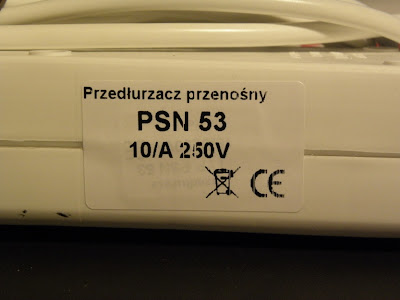 Przedłurzacz przenośny
PSN 53
10/A 250V
CE